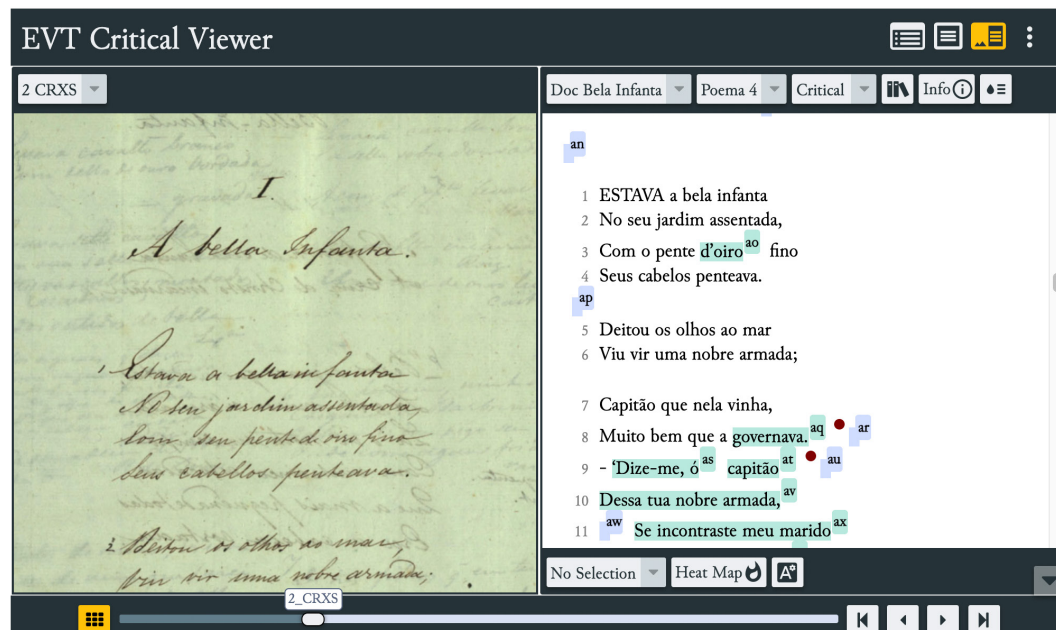 EVT Critical Viewer
2 CRXS
I.
A bella Infanta.
1 Estava a bella infanta
No seu jardim assentada,
Com seu pente d'oiro fino
Seus cabellos penteava.
2 Deitou os olhos ao mar,
Viu vir uma nobre armada;
Doc Bela Infanta Poema 4 Critical Info
an
1 ESTAVA a bela infanta
2 No seu jardim assentada,
3 Com o pente d’oiro ao fino
4 Seus cabelos penteava.
ap
5 Deitou os olhos ao mar
6 Viu vir uma nobre armada;
7 Capitão que nela vinha,
8 Muito bem que a governava. aq ar
9 - ‘Dize-me, ó as capitão at au
10 Dessa tua nobre armada, av
11 aw Se incontraste meu marido ax
No Selection Heat Map A
2_CRXS